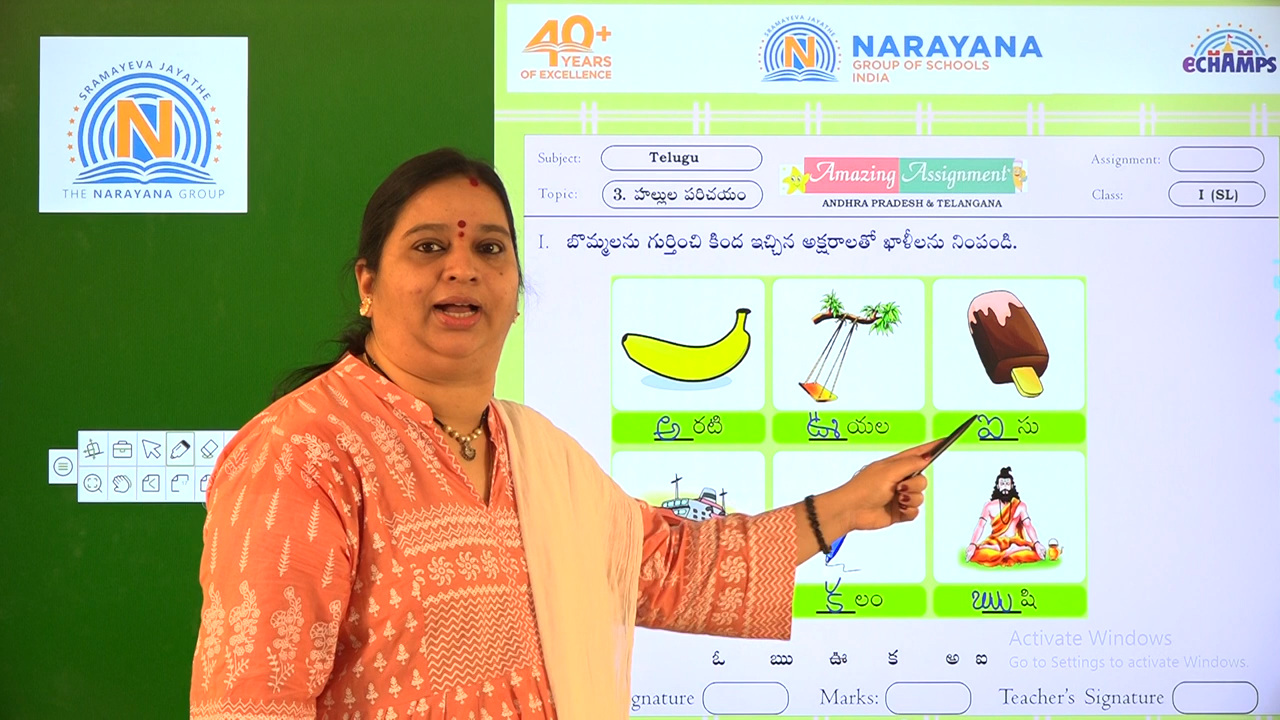 SRAMAYEVA JAYATHE
N
THE NARAYANA GROUP
40+
YEARS
OF EXCELLENCE
SRAMAYEVA JAYATHE
N
NARAYANA
GROUP OF SCHOOLS
INDIA
eCHAMPS
Subject: Telugu
Topic: 3. హల్లుల పరిచయం
Amazing Assignment
ANDHRA PRADESH & TELANGANA
Assignment:
Class: I (SL)
I. బొమ్మలను గుర్తించి కింద ఇచ్చిన అక్షరాలతో ఖాళీలను నింపండి.
అరటి ఊయల ఐసు
కలం ఋషి
ఓ ఋ ఊ క అ ఐ
Activate Windows
Go to Settings to activate Windows.
gnature Marks: Teacher's Signature